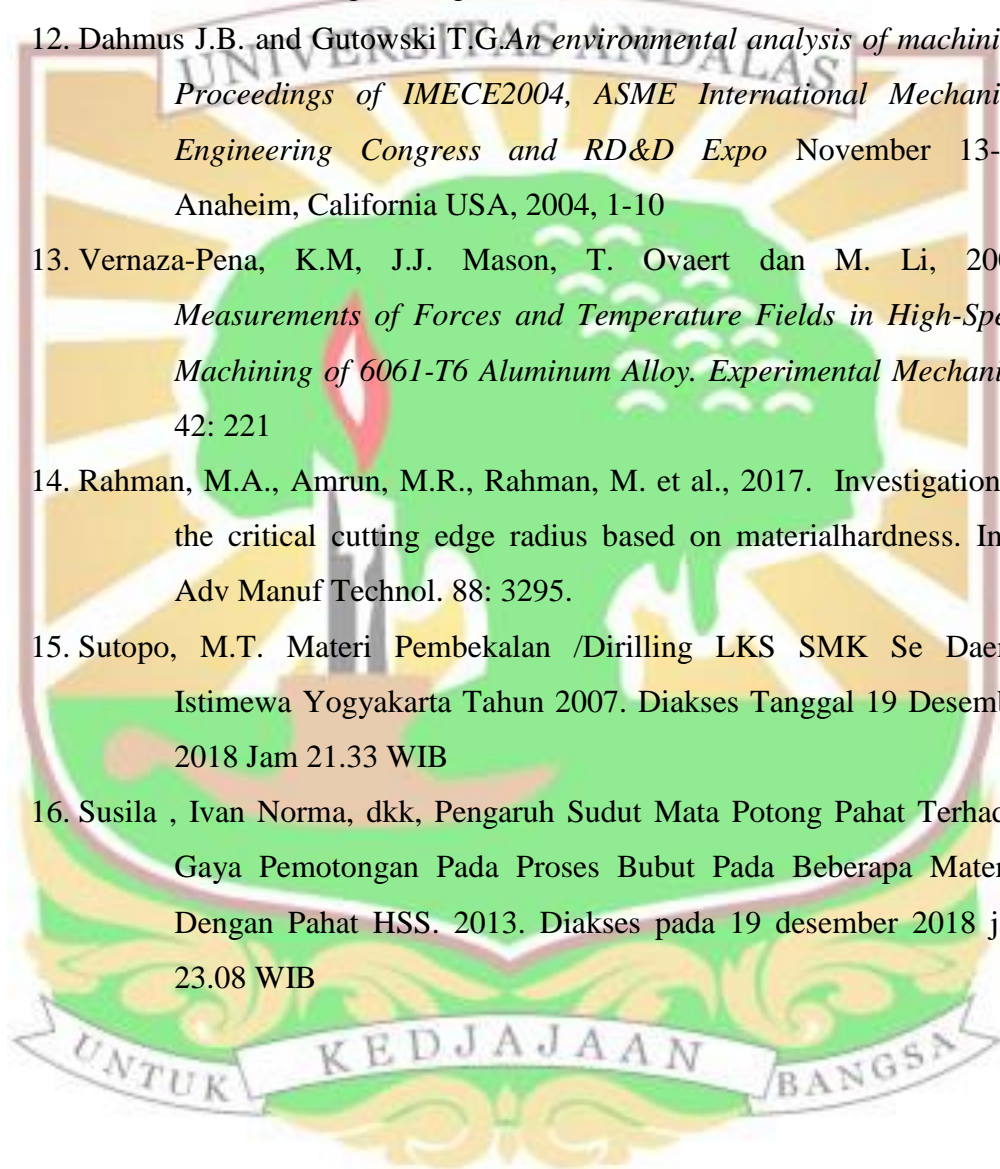 UNIVERSITAS ANDALAS
12. Dahmus J.B. and Gutowski T.G.An environmental analysis of machini
Proceedings of IMECE2004, ASME International Mechani
Engineering Congress and RD&D Expo November 13-
Anaheim, California USA, 2004, 1-10
13. Vernaza-Pena, K.M, J.J. Mason, T. Ovaert dan M. Li, 200
Measurements of Forces and Temperature Fields in High-Spe
Machining of 6061-T6 Aluminum Alloy. Experimental Mechani
42: 221
14. Rahman, M.A., Amrun, M.R., Rahman, M. et al., 2017. Investigation
the critical cutting edge radius based on materialhardness. In
Adv Manuf Technol. 88: 3295.
15. Sutopo, M.T. Materi Pembekalan /Dirilling LKS SMK Se Daer
Istimewa Yogyakarta Tahun 2007. Diakses Tanggal 19 Desemb
2018 Jam 21.33 WIB
16. Susila , Ivan Norma, dkk, Pengaruh Sudut Mata Potong Pahat Terhad
Gaya Pemotongan Pada Proses Bubut Pada Beberapa Mater
Dengan Pahat HSS. 2013. Diakses pada 19 desember 2018 j
23.08 WIB
UNTUK KEDJAJAAN BANGSA